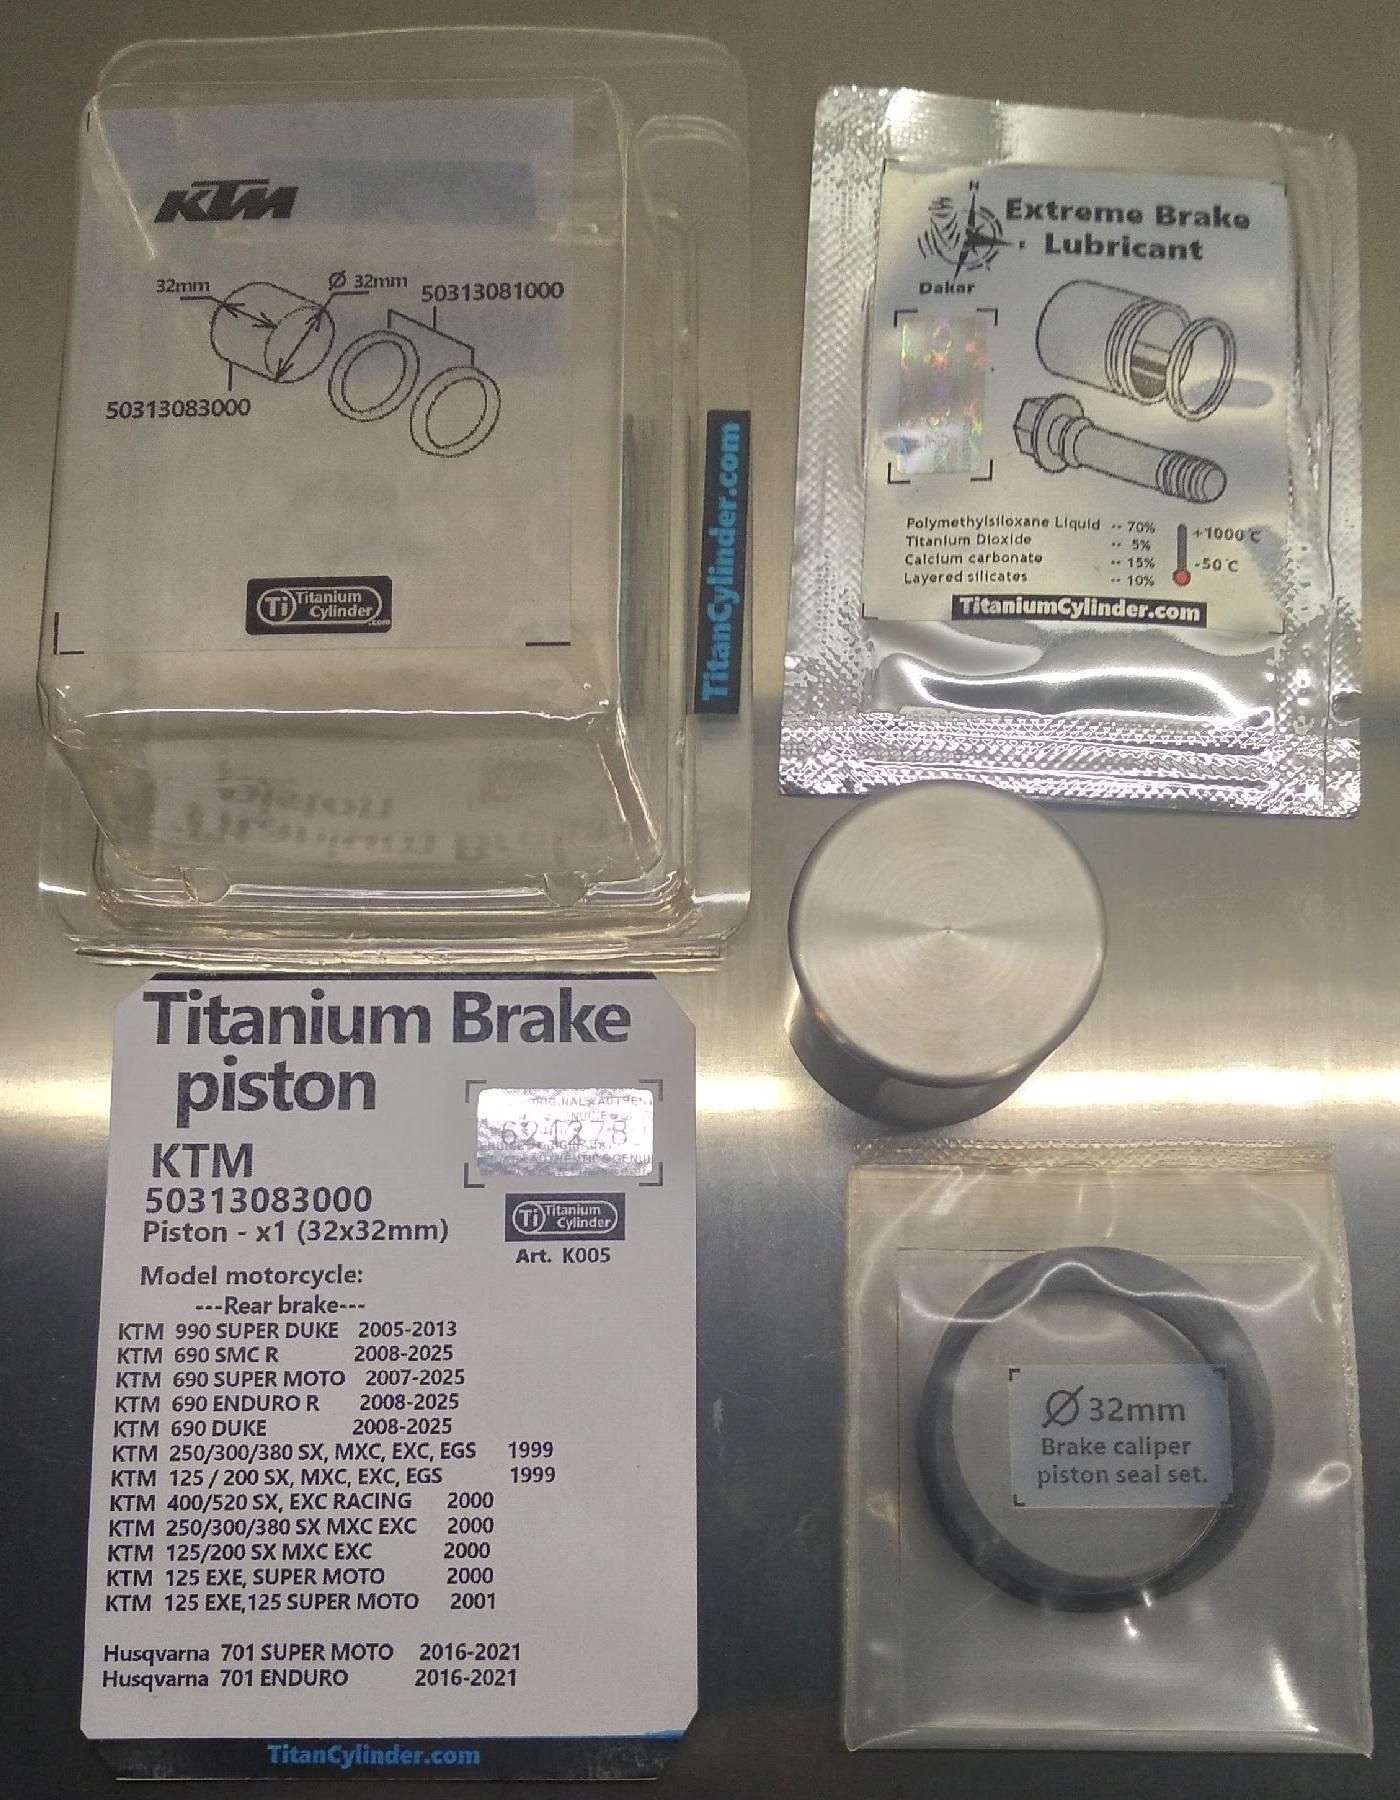 KTM
32mm
Ø 32mm
50313081000
50313083000
Ti Titanium
Cylinder
.com
TitanCylinder.com
N
E
Extreme Brake
Lubricant
Dakar
Polymethylsiloxane Liquid -- 70%
Titanium Dioxide -- 5%
Calcium carbonate -- 15%
Layered silicates -- 10%
+1000°C
-50°C
TitaniumCylinder.com
Titanium Brake
piston
KTM
50313083000
Piston - x1 (32x32mm)
Ti Titanium
Cylinder
Art. K005
Model motorcycle:
---Rear brake---
KTM 990 SUPER DUKE 2005-2013
KTM 690 SMC R 2008-2025
KTM 690 SUPER MOTO 2007-2025
KTM 690 ENDURO R 2008-2025
KTM 690 DUKE 2008-2025
KTM 250/300/380 SX, MXC, EXC, EGS 1999
KTM 125 / 200 SX, MXC, EXC, EGS 1999
KTM 400/520 SX, EXC RACING 2000
KTM 250/300/380 SX MXC EXC 2000
KTM 125/200 SX MXC EXC 2000
KTM 125 EXE, SUPER MOTO 2000
KTM 125 EXE,125 SUPER MOTO 2001
Husqvarna 701 SUPER MOTO 2016-2021
Husqvarna 701 ENDURO 2016-2021
TitanCylinder.com
Ø 32mm
Brake caliper
piston seal set.